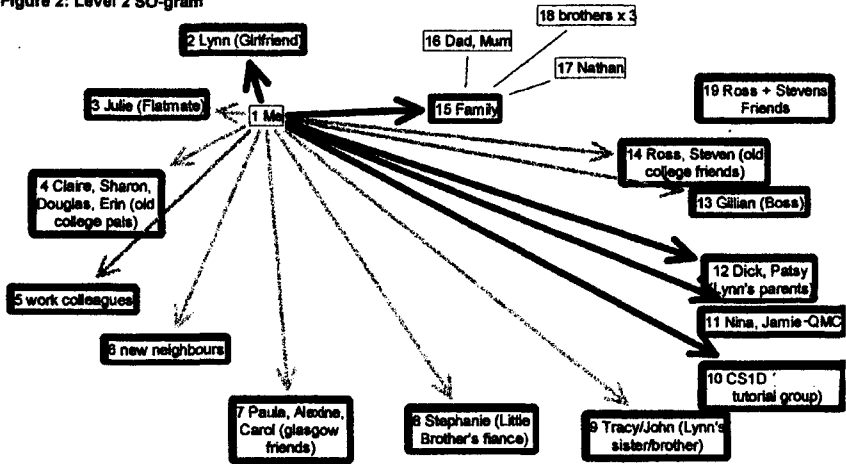 Figure 2: Level 2 SO-gram
18 brothers x 3
2 Lynn (Girlfriend)
16 Dad, Mum
17 Nathan
3 Julie (Flatmate)
1 Me
15 Family
19 Ross + Stevens
Friends
14 Ross, Steven (old
college friends)
13 Gillian (Boss)
4 Claire, Sharon,
Douglas, Erin (old
college pals)
12 Dick, Patsy
(Lynn's parents)
5 work colleagues
11 Nina, Jamie-QMC
6 new neighbours
10 CS1D
tutorial group)
7 Paula, Alexine,
Carol (glasgow
friends)
8 Stephanie (Little
Brother's fiance)
9 Tracy/John (Lynn's
sister/brother)